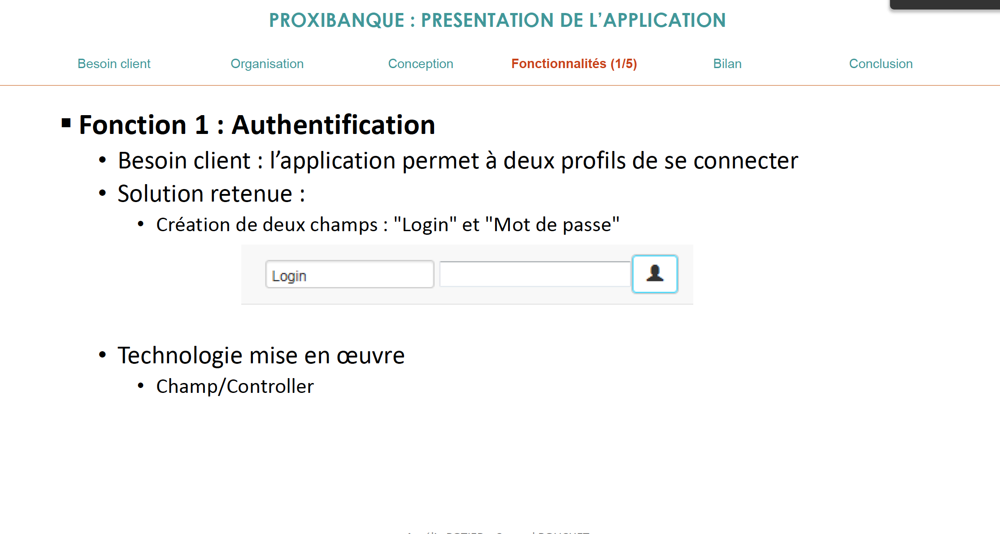 PROXIBANQUE : PRESENTATION DE L’APPLICATION
Besoin client Organisation Conception Fonctionnalités (1/5) Bilan Conclusion
▪ Fonction 1 : Authentification
• Besoin client : l’application permet à deux profils de se connecter
• Solution retenue :
• Création de deux champs : "Login" et "Mot de passe"
Login
• Technologie mise en œuvre
• Champ/Controller